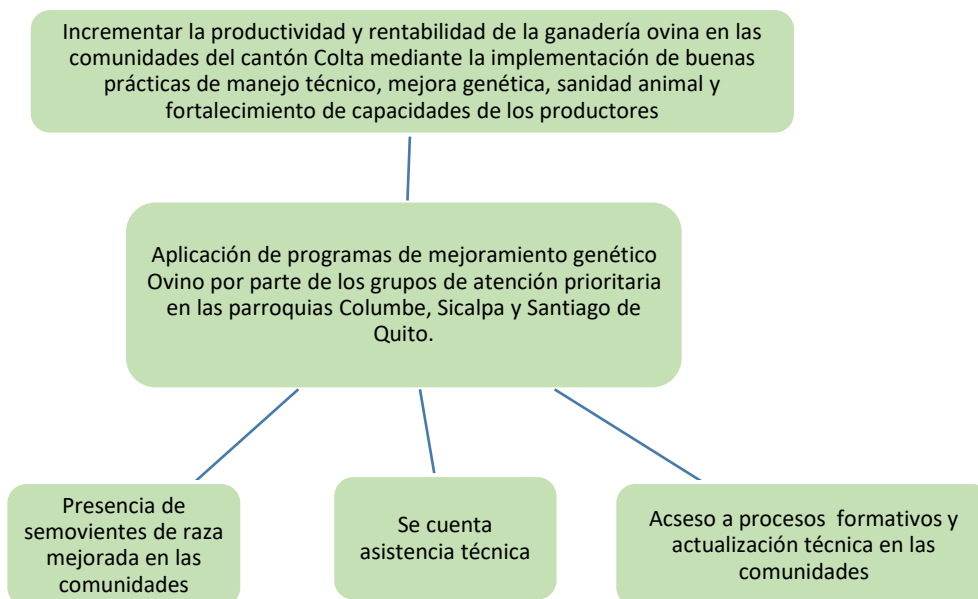 Incrementar la productividad y rentabilidad de la ganadería ovina en las
comunidades del cantón Colta mediante la implementación de buenas
prácticas de manejo técnico, mejora genética, sanidad animal y
fortalecimiento de capacidades de los productores
Aplicación de programas de mejoramiento genético
Ovino por parte de los grupos de atención prioritaria
en las parroquias Columbe, Sicalpa y Santiago de
Quito.
Presencia de
semovientes de raza
mejorada en las
comunidades
Se cuenta
asistencia técnica
Acseso a procesos formativos y
actualización técnica en las
comunidades